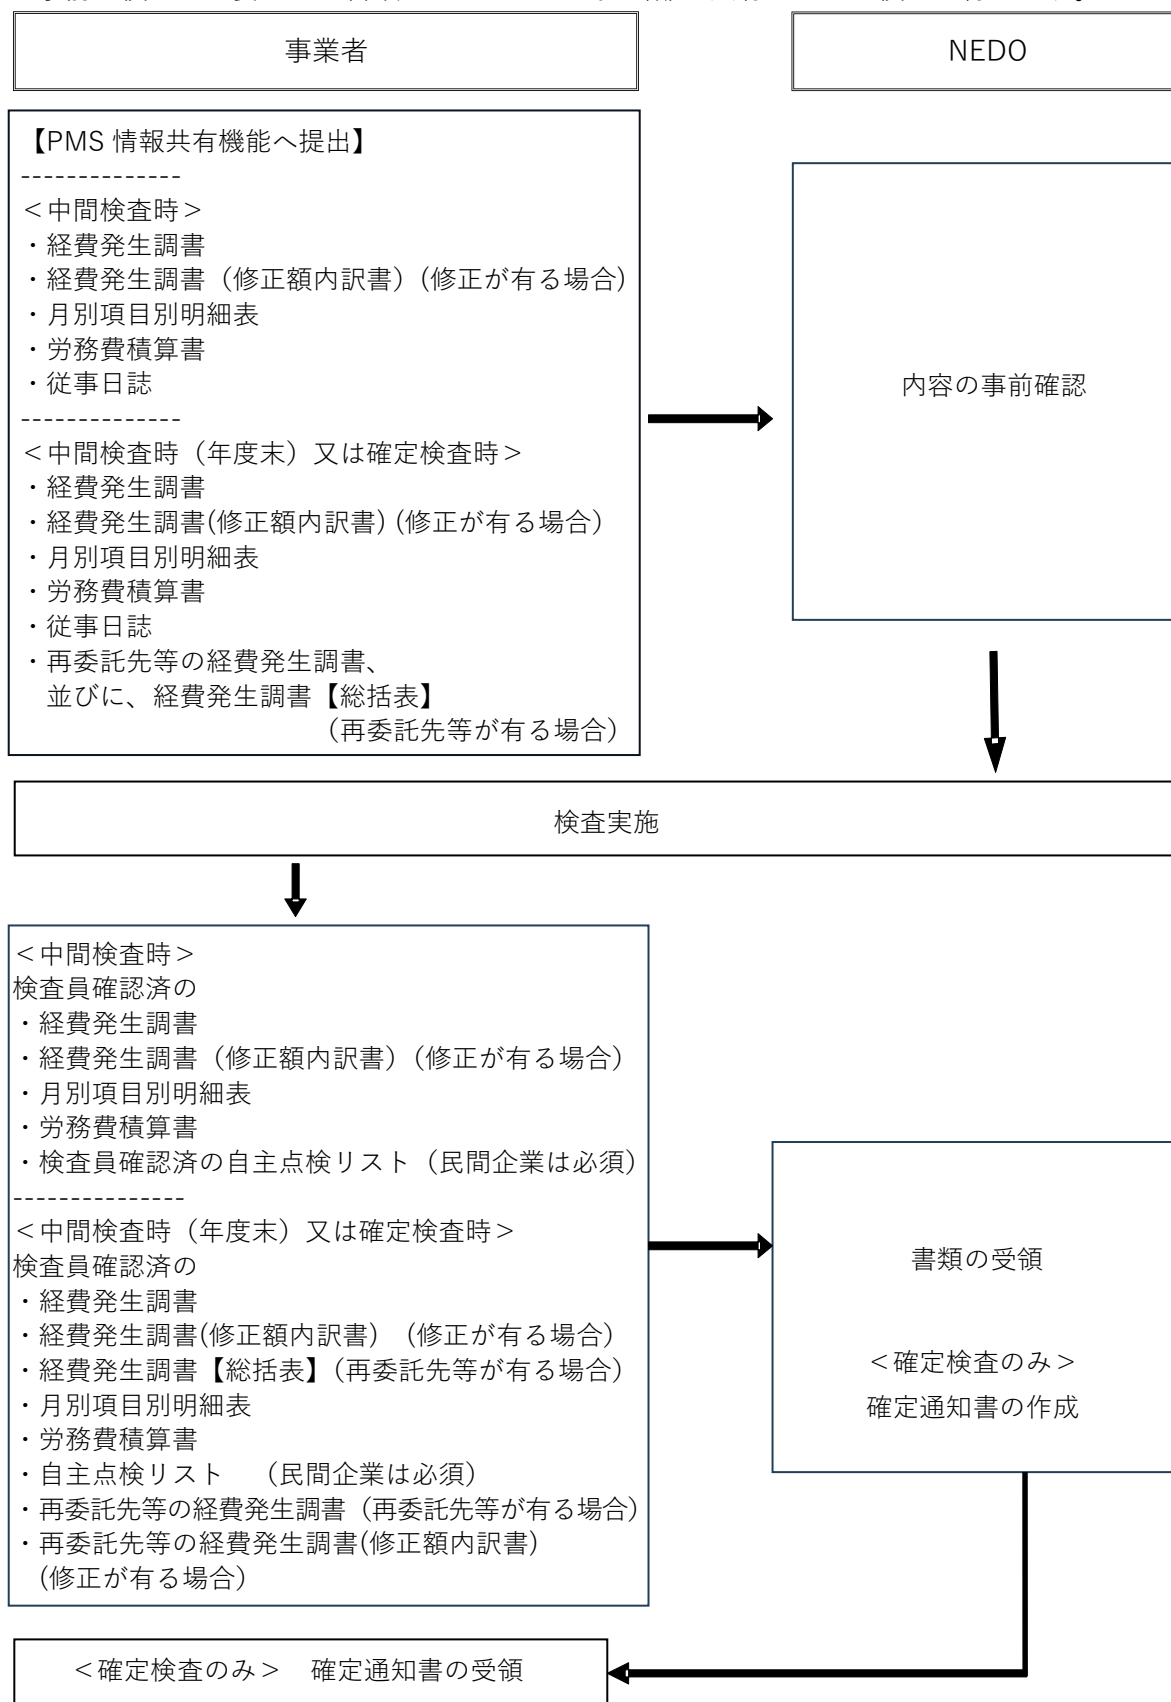 事業者
NEDO
【PMS 情報共有機能へ提出】
--------------
＜中間検査時＞
・経費発生調書
・経費発生調書（修正額内訳書）(修正が有る場合）
・月別項目別明細表
・労務費積算書
・従事日誌
--------------
＜中間検査時（年度末）又は確定検査時＞
・経費発生調書
・経費発生調書(修正額内訳書) (修正が有る場合）
・月別項目別明細表
・労務費積算書
・従事日誌
・再委託先等の経費発生調書、
並びに、経費発生調書【総括表】
（再委託先等が有る場合）
内容の事前確認
検査実施
＜中間検査時＞
検査員確認済の
・経費発生調書
・経費発生調書（修正額内訳書）(修正が有る場合）
・月別項目別明細表
・労務費積算書
・検査員確認済の自主点検リスト（民間企業は必須）
---------------
＜中間検査時（年度末）又は確定検査時＞
検査員確認済の
・経費発生調書
・経費発生調書(修正額内訳書） (修正が有る場合）
・経費発生調書【総括表】(再委託先等が有る場合）
・月別項目別明細表
・労務費積算書
・自主点検リスト　（民間企業は必須）
・再委託先等の経費発生調書（再委託先等が有る場合）
・再委託先等の経費発生調書(修正額内訳書)
(修正が有る場合）
書類の受領
＜確定検査のみ＞
確定通知書の作成
＜確定検査のみ＞　確定通知書の受領